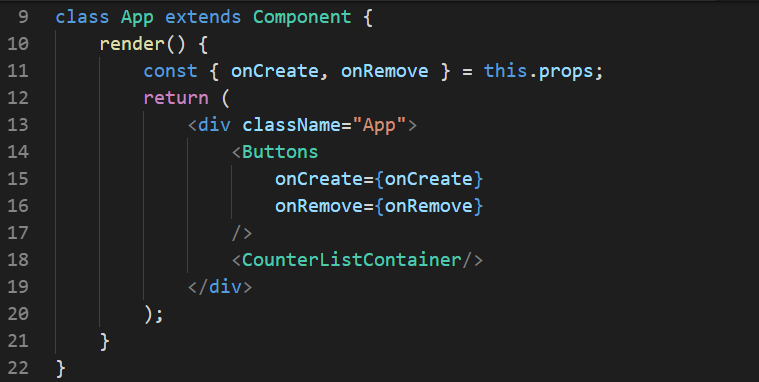 9 class App extends Component {
10     render() {
11         const { onCreate, onRemove } = this.props;
12         return (
13             <div className="App">
14                 <Buttons
15                     onCreate={onCreate}
16                     onRemove={onRemove}
17                 />
18                 <CounterListContainer/>
19             </div>
20         );
21     }
22 }